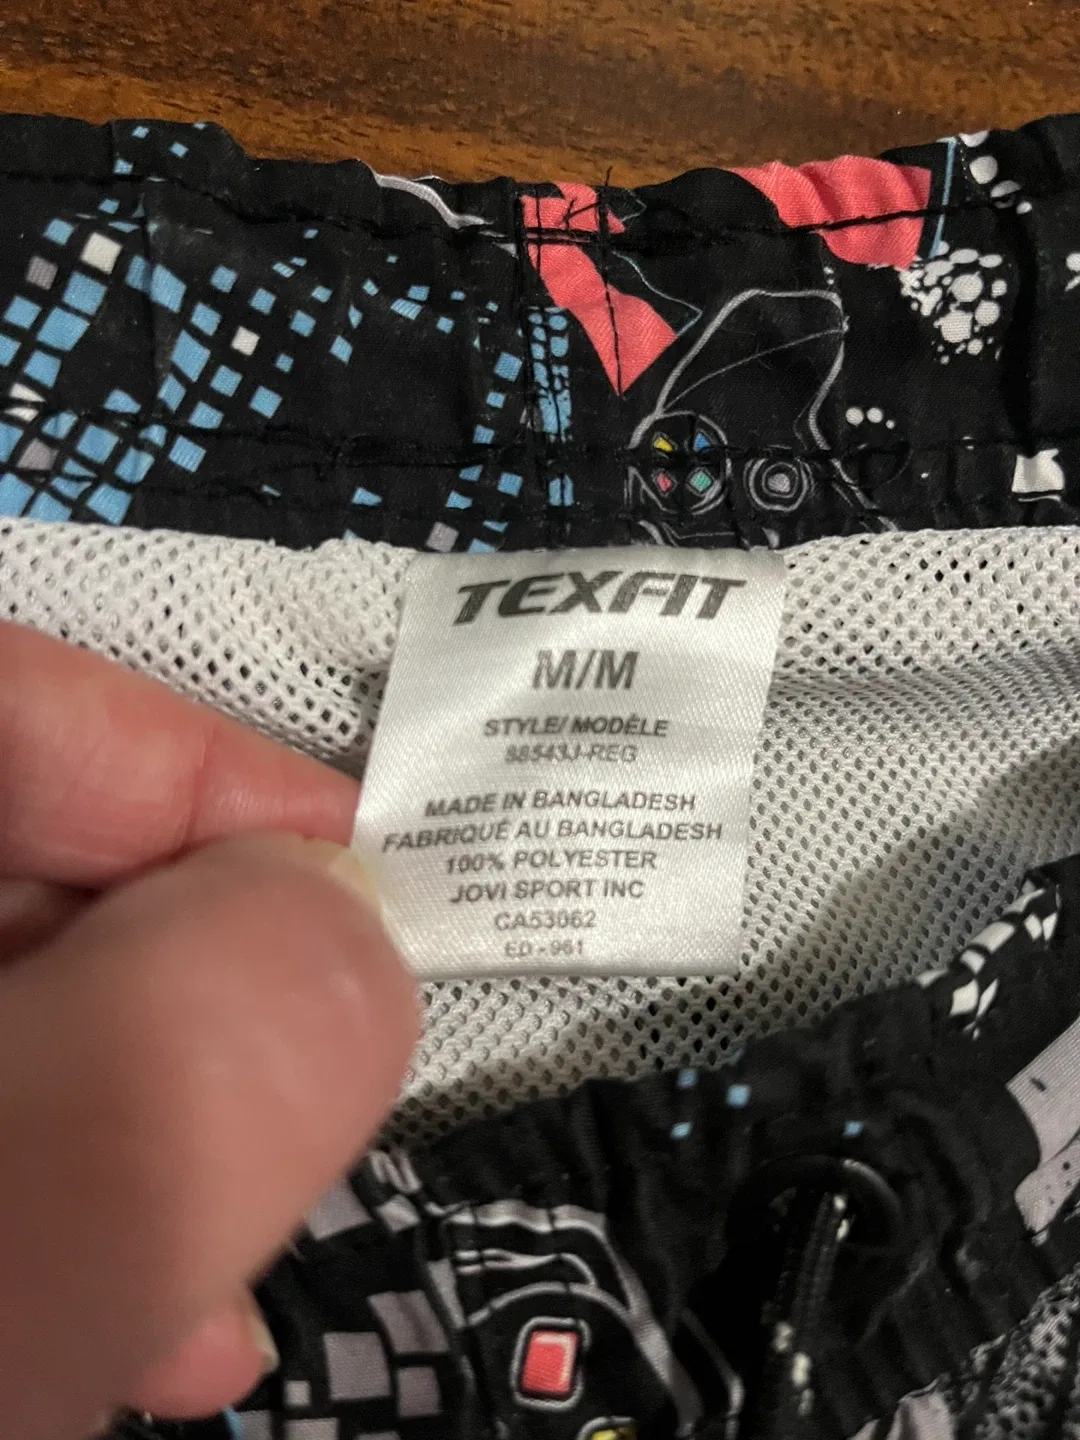 TEXFIT
M/M
STYLE/ MODÈLE
88543J-REG
MADE IN BANGLADESH
FABRIQUÉ AU BANGLADESH
100% POLYESTER
JOVI SPORT INC
CA53062
ED - 961